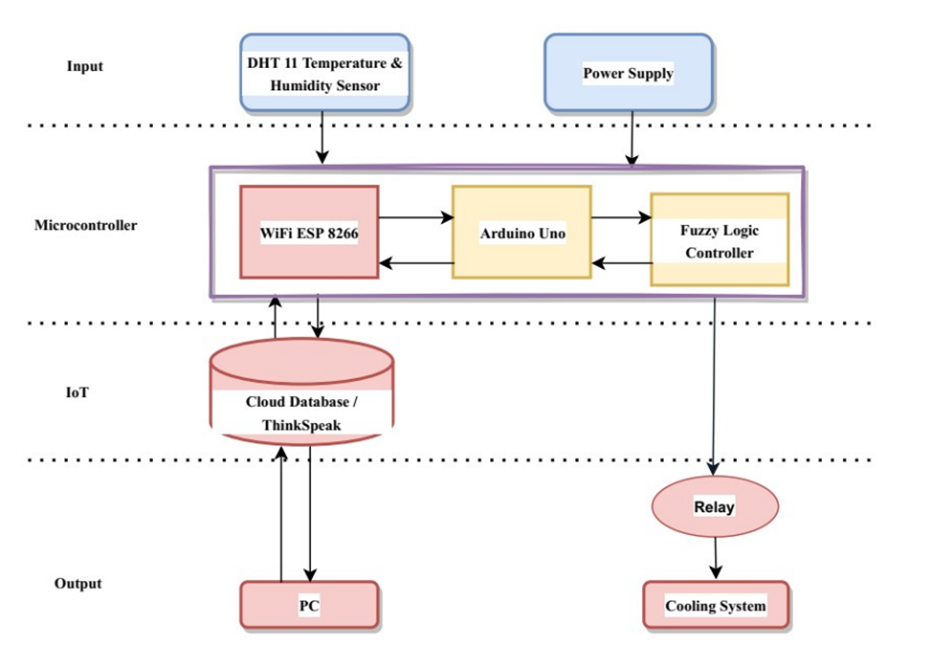 Input
DHT 11 Temperature &
Humidity Sensor
Power Supply
Microcontroller
WiFi ESP 8266
Arduino Uno
Fuzzy Logic
Controller
IoT
Cloud Database /
ThinkSpeak
Relay
Output
PC
Cooling System